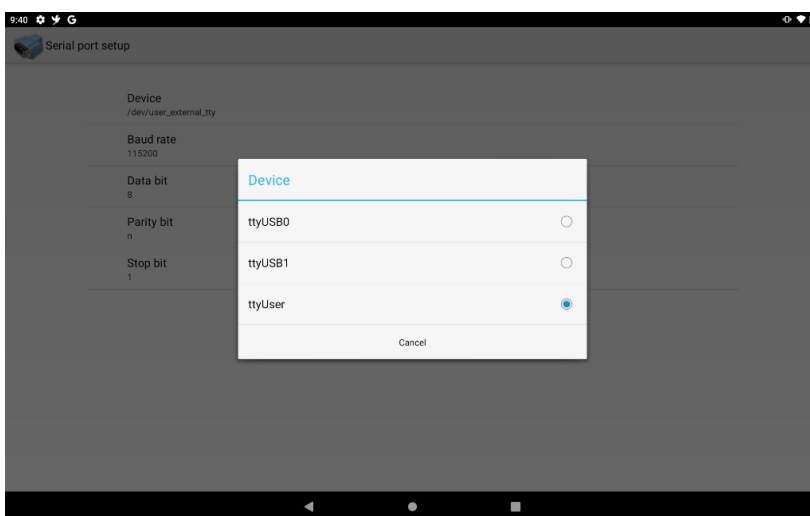 9:40
Serial port setup
Device
/dev/user_external_tty
Baud rate
115200
Data bit
8
Parity bit
n
Stop bit
1
Device
ttyUSB0
ttyUSB1
ttyUser
Cancel